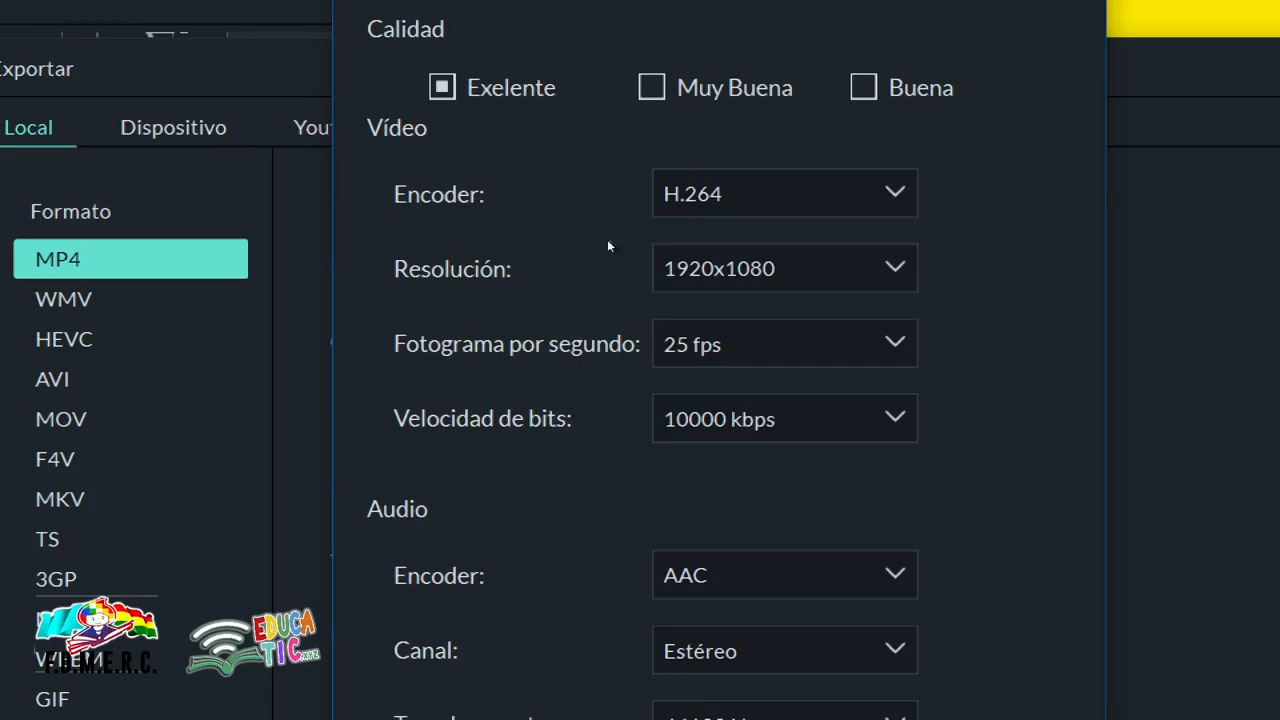 Calidad
Exelente
Muy Buena
Buena
Exportar
Local
Dispositivo
Vídeo
Formato
MP4
WMV
HEVC
AVI
MOV
F4V
MKV
TS
3GP
GIF
Encoder:
H.264
Resolución:
1920x1080
Fotograma por segundo:
25 fps
Velocidad de bits:
10000 kbps
Audio
Encoder:
AAC
Canal:
Estéreo
F.D.M.E.R.C.
EDUCA
TIC.XYZ